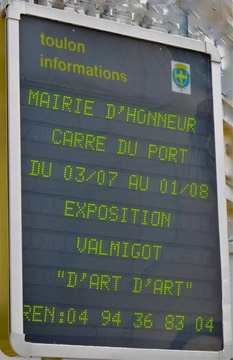 toulon
informations
MAIRIE D'HONNEUR
CARRE DU PORT
DU 03/07 AU 01/08
EXPOSITION
VALMIGOT
"D'ART D'ART"
REN:04 94 36 83 04